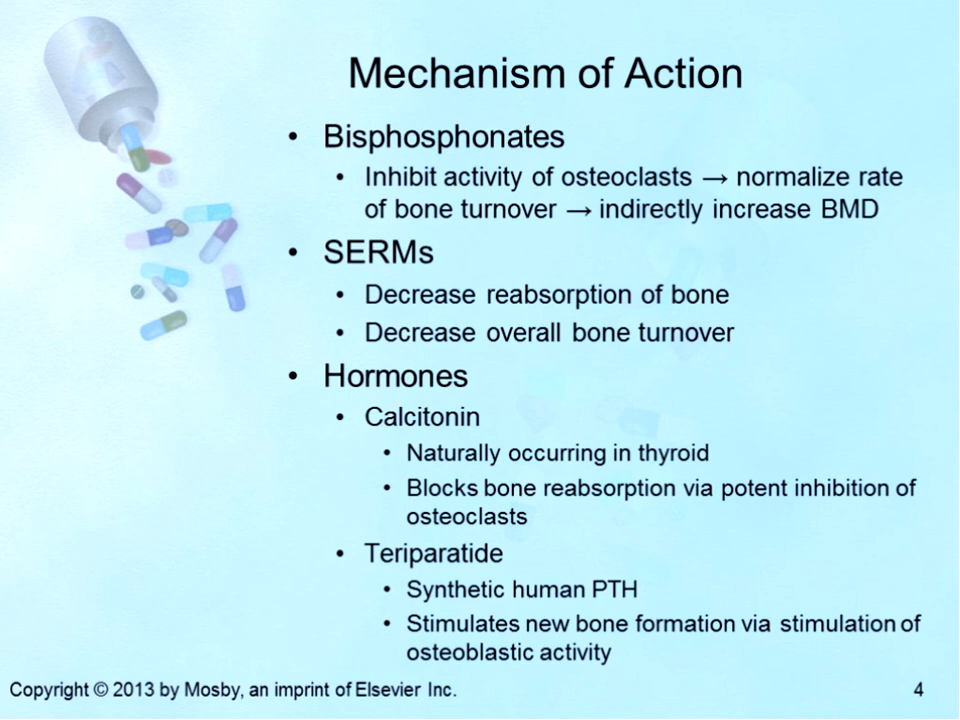 Mechanism of Action
• Bisphosphonates
• Inhibit activity of osteoclasts → normalize rate
of bone turnover → indirectly increase BMD
• SERMs
• Decrease reabsorption of bone
• Decrease overall bone turnover
• Hormones
• Calcitonin
• Naturally occurring in thyroid
• Blocks bone reabsorption via potent inhibition of
osteoclasts
• Teriparatide
• Synthetic human PTH
• Stimulates new bone formation via stimulation of
osteoblastic activity
Copyright © 2013 by Mosby, an imprint of Elsevier Inc. 4